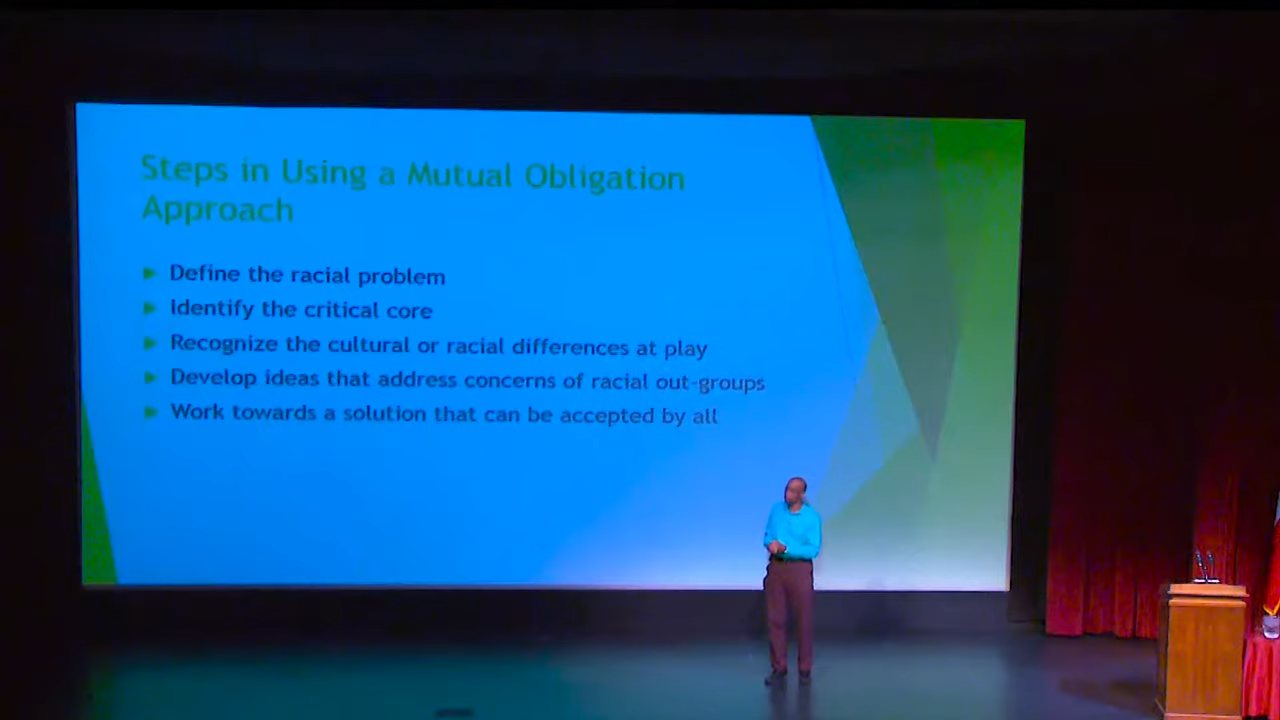 Steps in Using a Mutual Obligation
Approach
Define the racial problem
Identify the critical core
Recognize the cultural or racial differences at play
Develop ideas that address concerns of racial out-groups
Work towards a solution that can be accepted by all